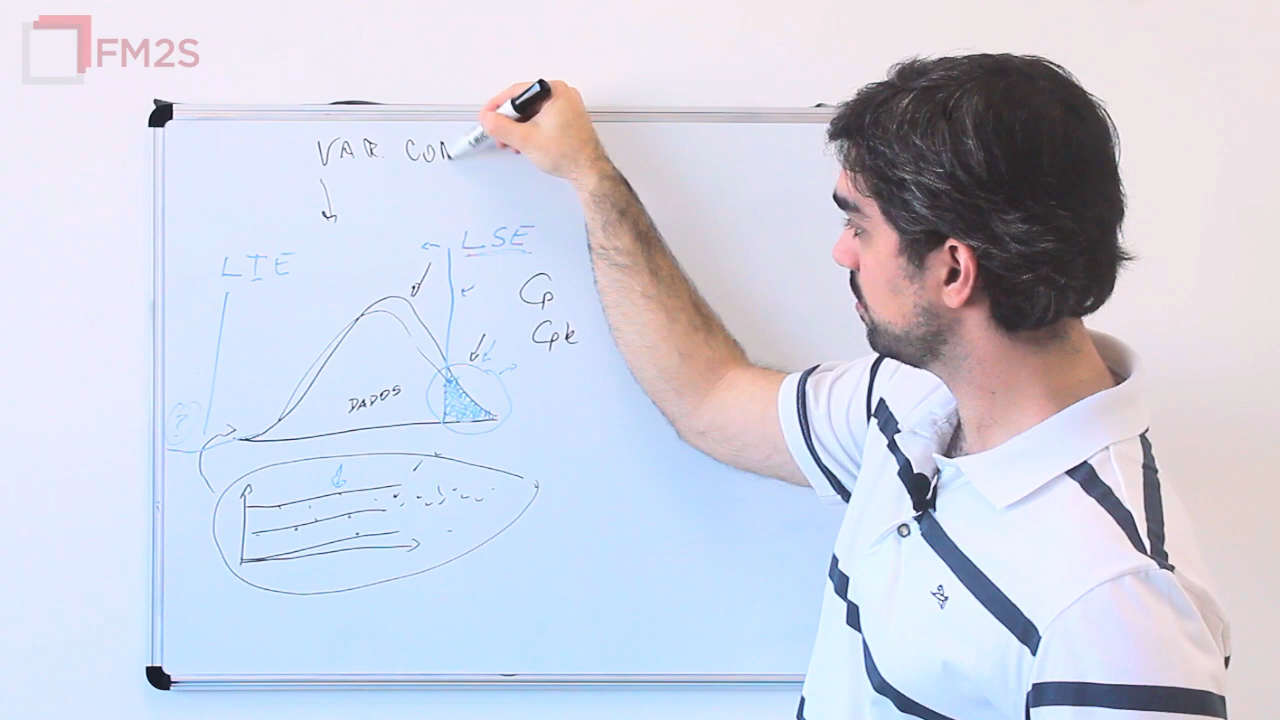 FM2S
VAR. CON
LSE
LIE
Cp
Cpk
DADOS
?